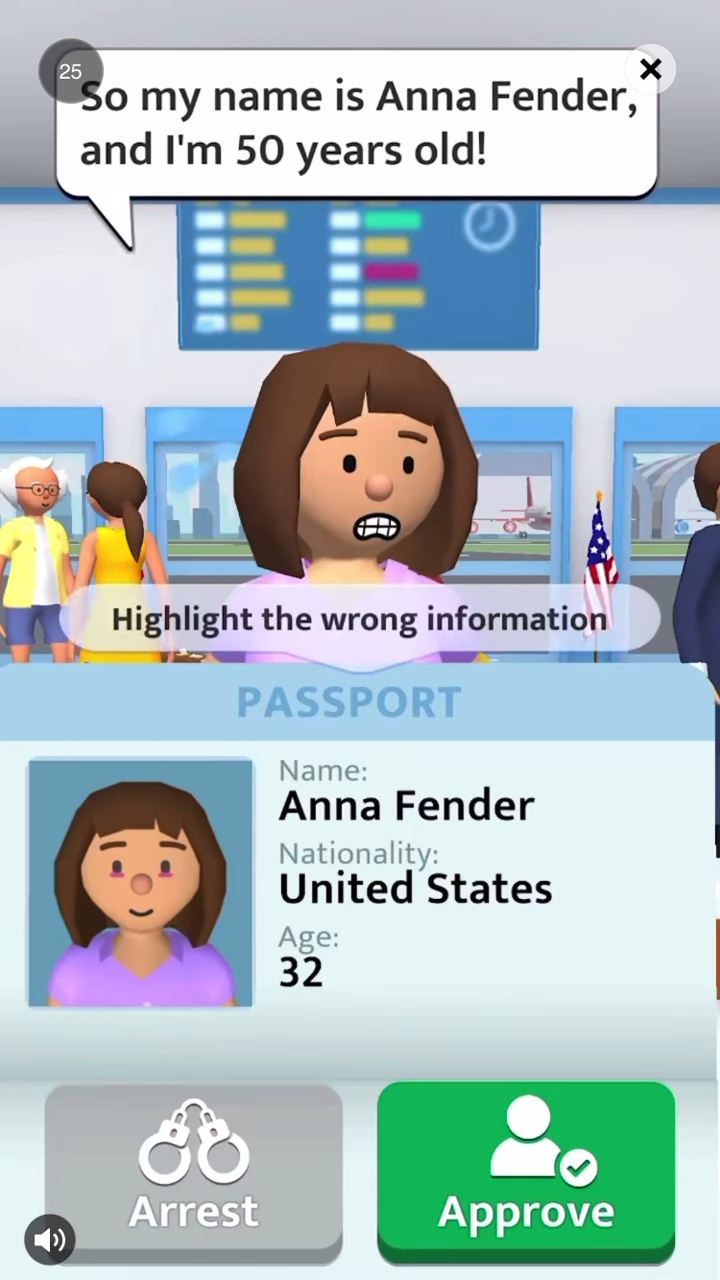 25
So my name is Anna Fender,
and I'm 50 years old!
Highlight the wrong information
PASSPORT
Name:
Anna Fender
Nationality:
United States
Age:
32
Arrest
Approve